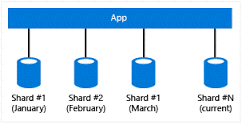 App
Shard #1 Shard #2 Shard #1 Shard #N
(January) (February) (March) (current)